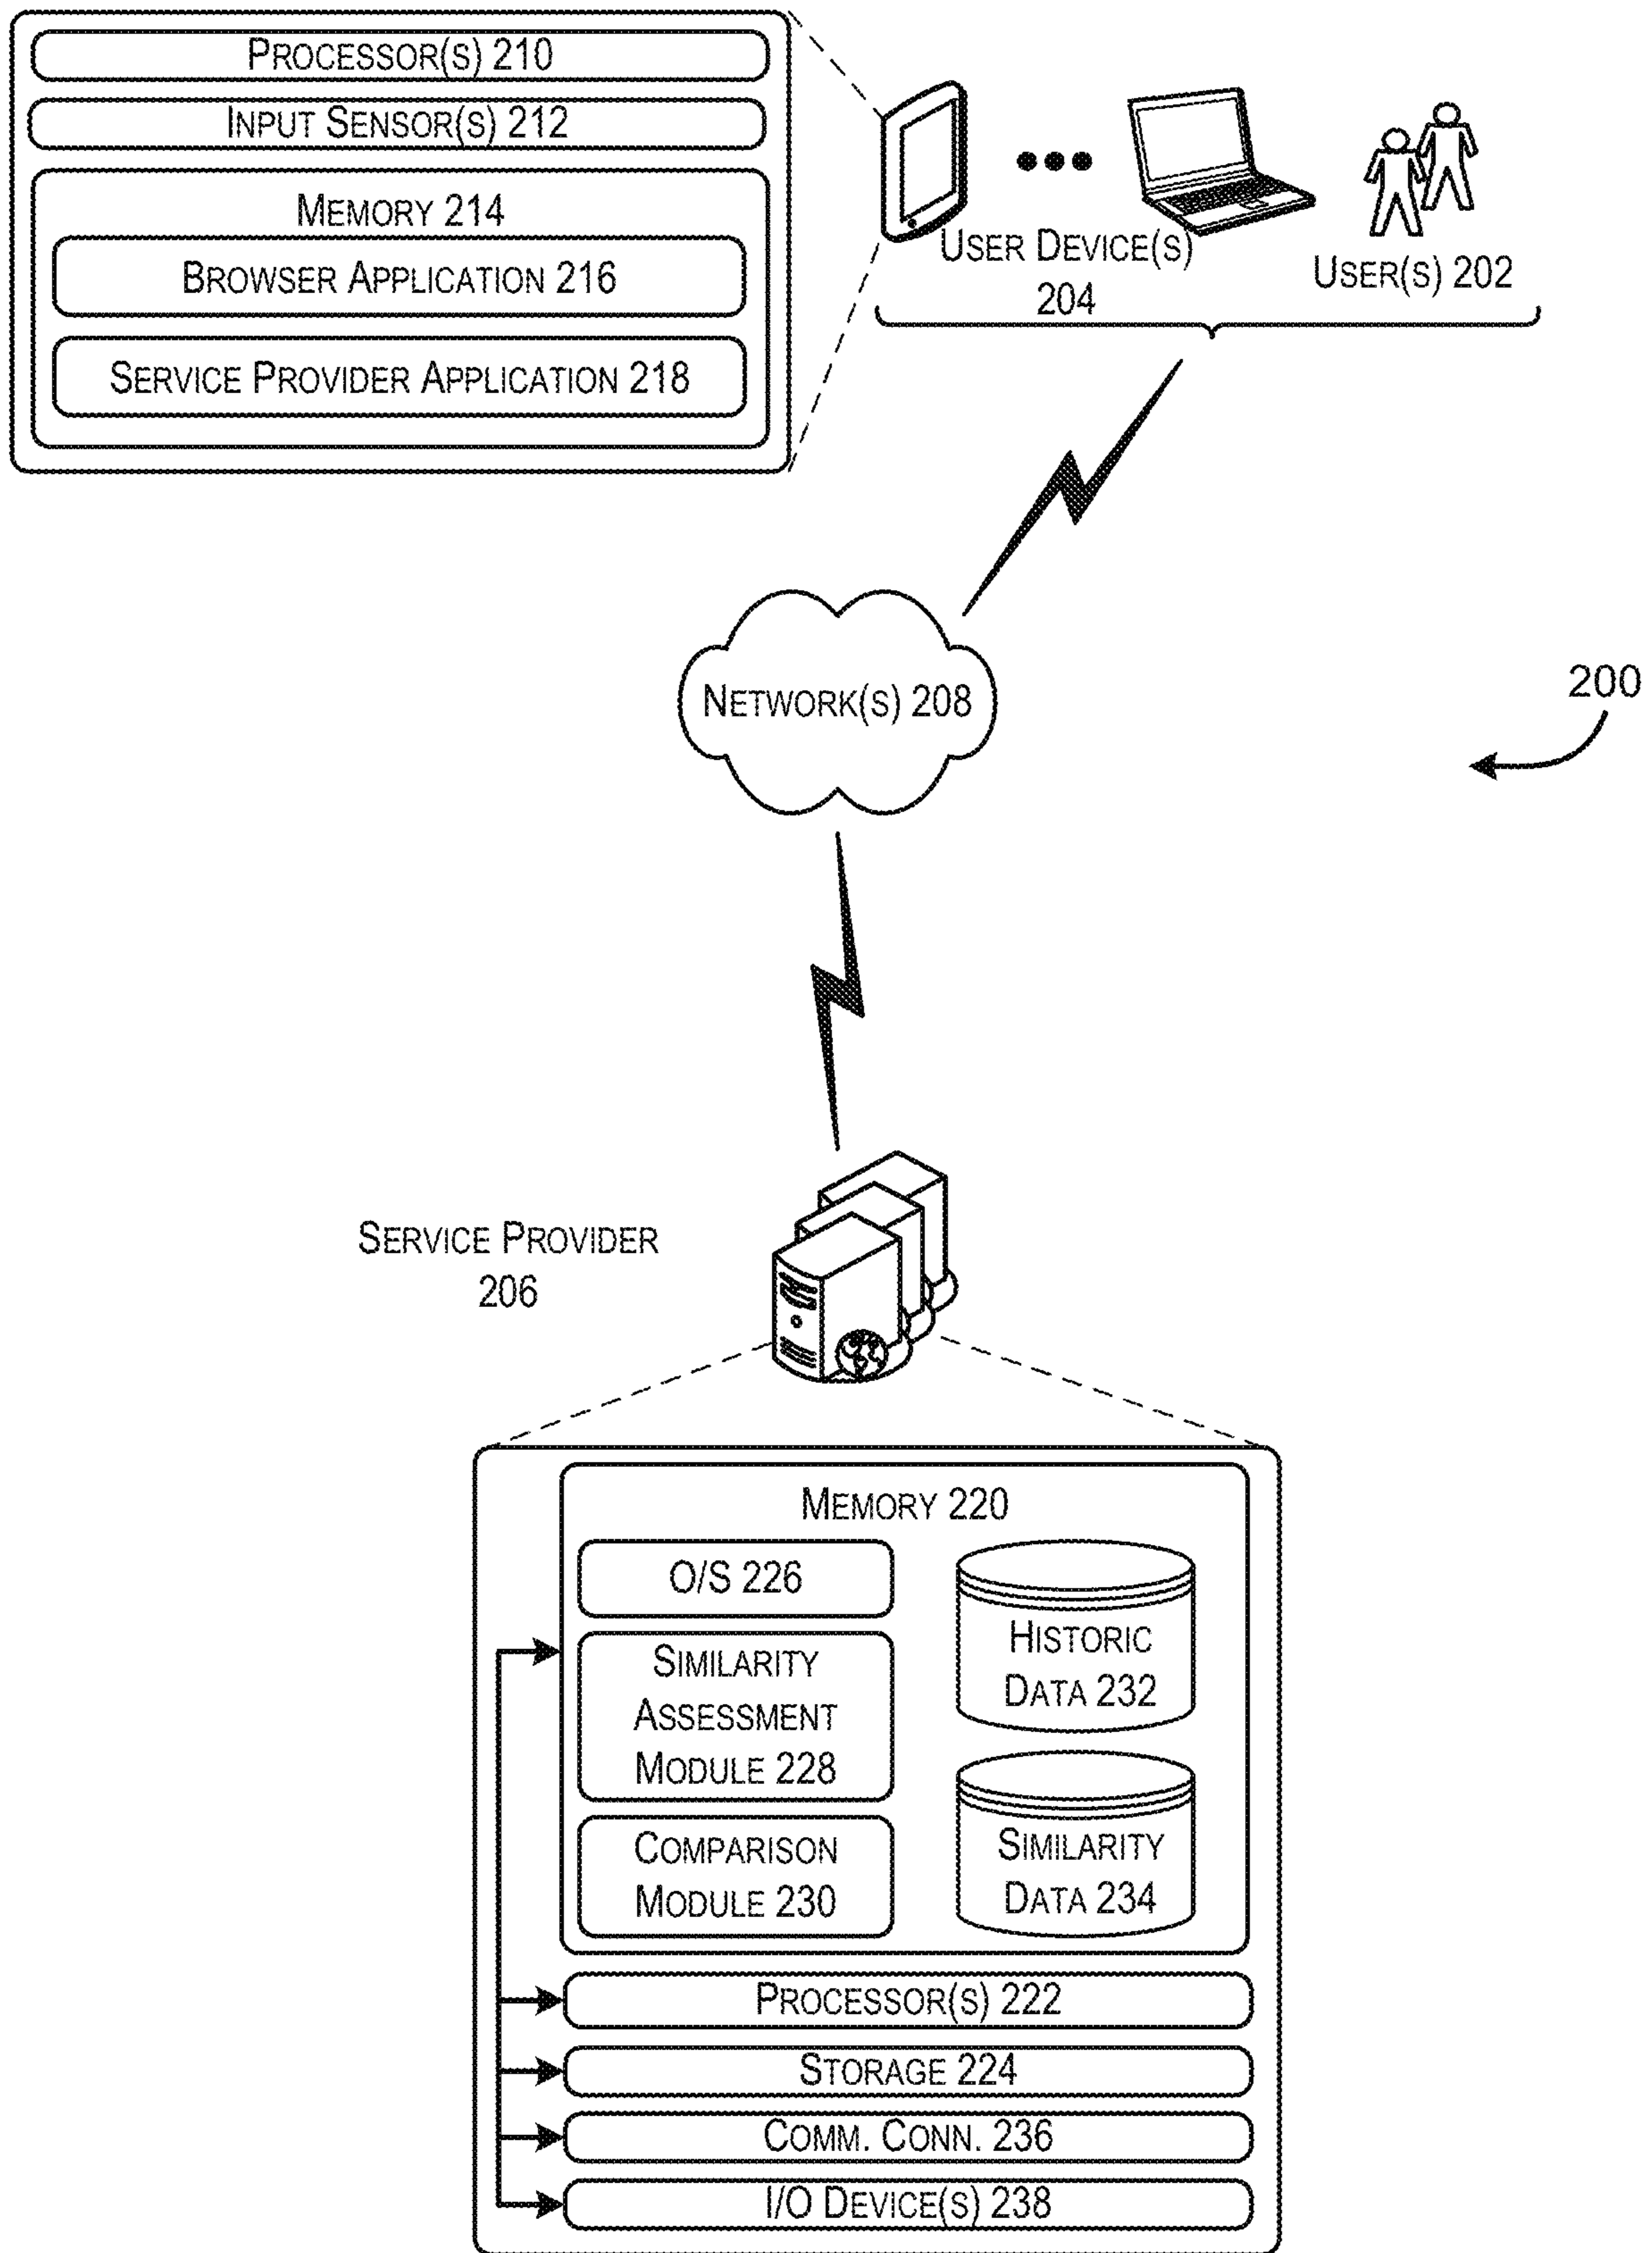 PROCESSOR(S) 210
INPUT SENSOR(S) 212
MEMORY 214
BROWSER APPLICATION 216
SERVICE PROVIDER APPLICATION 218
USER DEVICE(S)
204
USER(S) 202
NETWORK(S) 208
200
SERVICE PROVIDER
206
MEMORY 220
O/S 226
SIMILARITY
ASSESSMENT
MODULE 228
COMPARISON
MODULE 230
HISTORIC
DATA 232
SIMILARITY
DATA 234
PROCESSOR(S) 222
STORAGE 224
COMM. CONN. 236
I/O DEVICE(S) 238